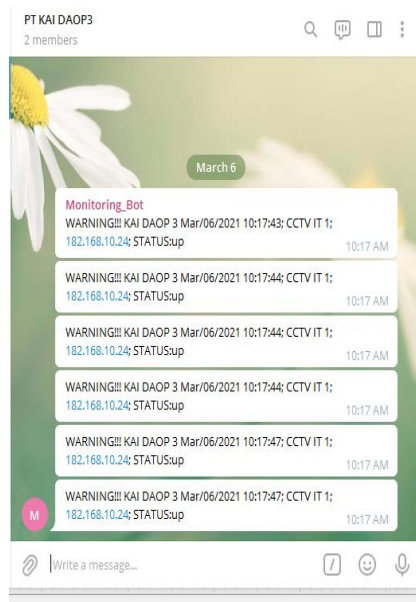 PT KAI DAOP3
2 members
March 6
Monitoring_Bot
WARNING!!! KAI DAOP 3 Mar/06/2021 10:17:43; CCTV IT 1;
182.168.10.24; STATUS:up
10:17 AM
WARNING!!! KAI DAOP 3 Mar/06/2021 10:17:44; CCTV IT 1;
182.168.10.24; STATUS:up
10:17 AM
WARNING!!! KAI DAOP 3 Mar/06/2021 10:17:44; CCTV IT 1;
182.168.10.24; STATUS:up
10:17 AM
WARNING!!! KAI DAOP 3 Mar/06/2021 10:17:44; CCTV IT 1;
182.168.10.24; STATUS:up
10:17 AM
WARNING!!! KAI DAOP 3 Mar/06/2021 10:17:47; CCTV IT 1;
182.168.10.24; STATUS:up
10:17 AM
WARNING!!! KAI DAOP 3 Mar/06/2021 10:17:47; CCTV IT 1;
182.168.10.24; STATUS:up
10:17 AM
M
Write a message...